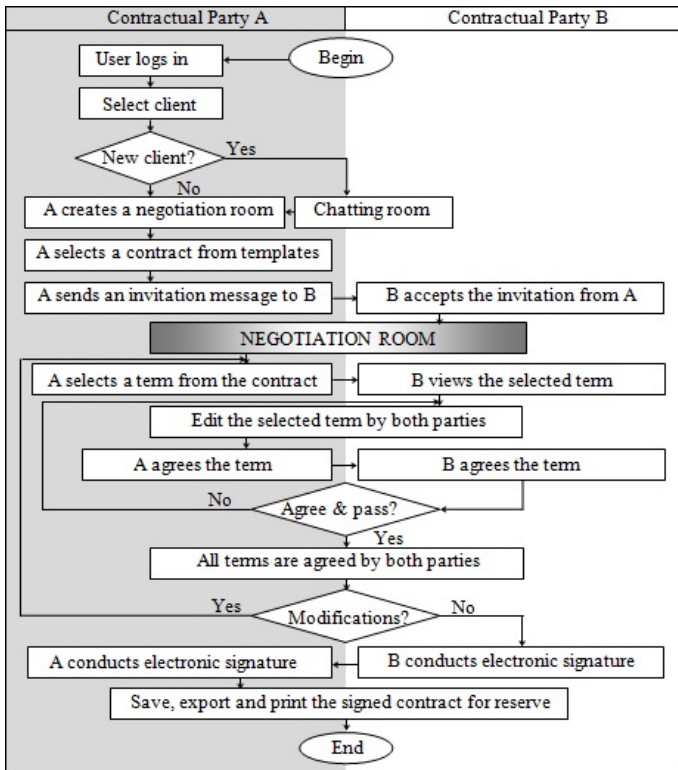 Contractual Party A
Contractual Party B
Begin
User logs in
Select client
New client?
Yes
No
A creates a negotiation room
Chatting room
A selects a contract from templates
A sends an invitation message to B
B accepts the invitation from A
NEGOTIATION ROOM
A selects a term from the contract
B views the selected term
Edit the selected term by both parties
A agrees the term
B agrees the term
No
Agree & pass?
Yes
All terms are agreed by both parties
Yes
Modifications?
No
A conducts electronic signature
B conducts electronic signature
Save, export and print the signed contract for reserve
End